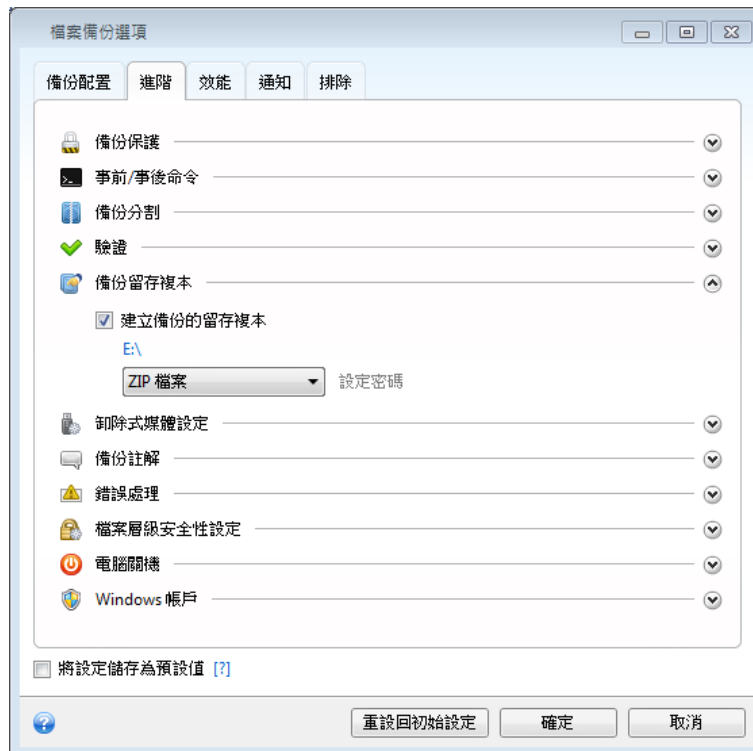 檔案備份選項
備份配置 進階 效能 通知 排除
備份保護
事前/事後命令
備份分割
驗證
備份留存複本
建立備份的留存複本
E:\
ZIP 檔案 設定密碼
卸除式媒體設定
備份註解
錯誤處理
檔案層級安全性設定
電腦關機
Windows 帳戶
將設定儲存為預設值 [?]
重設回初始設定 確定 取消